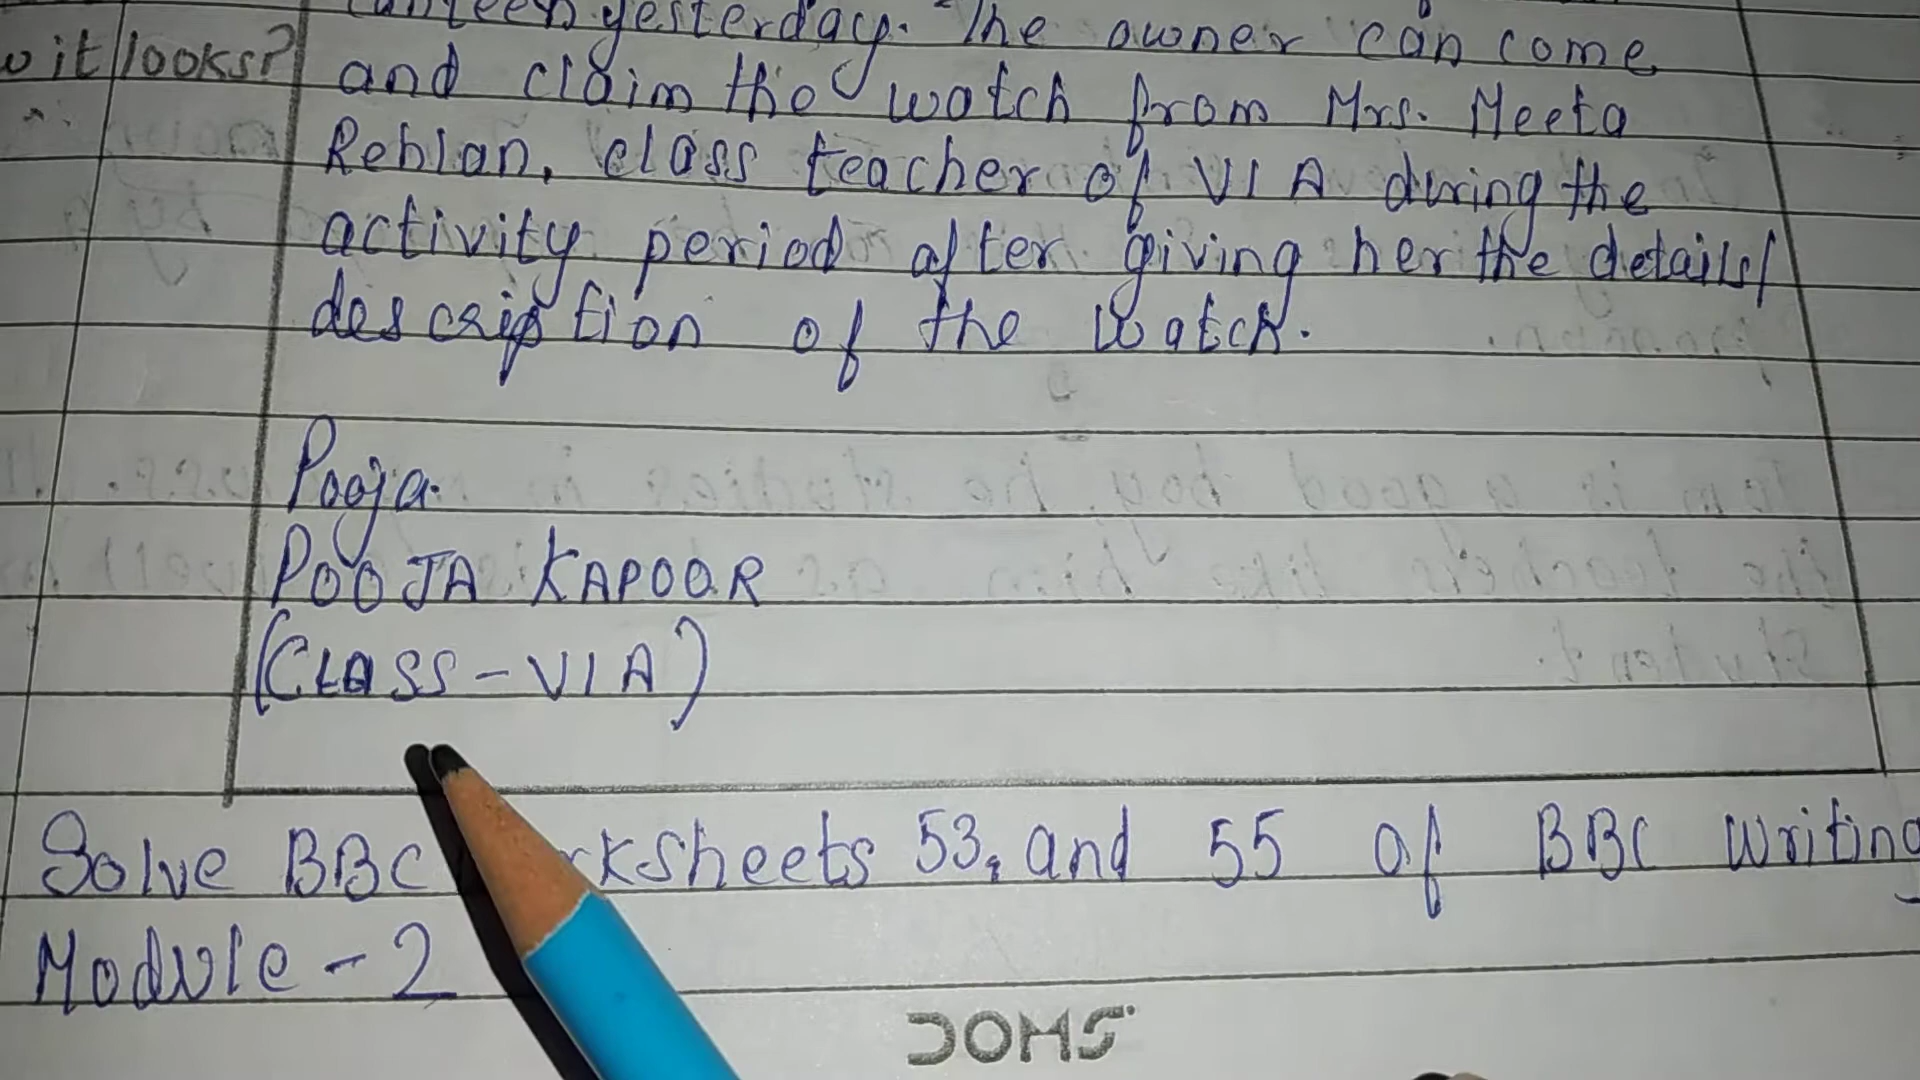 canteen yesterday. The owner can come
it looks?
and claim the watch from Mrs. Meeta
Rehlan, class teacher of VI A during the
activity period after giving her the details/
description of the watch.
Pooja.
POOJA KAPOOR
(CLASS-VI A)
Solve BBC 53, and 55 of BBC Writing
Module-2
DOMS